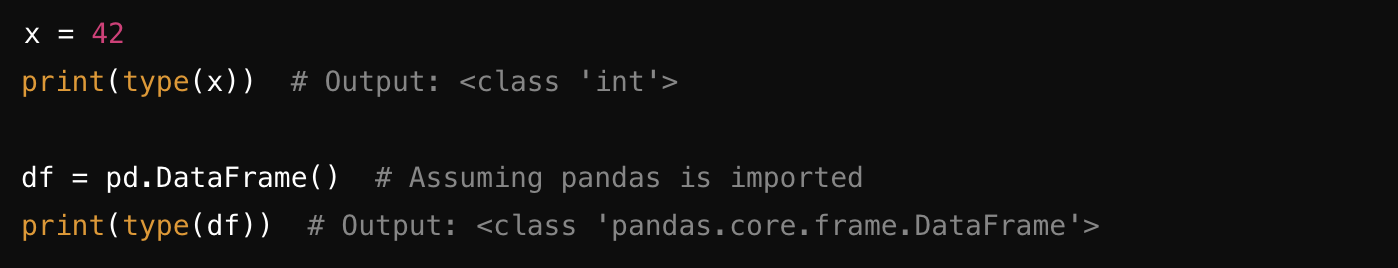 x = 42
print(type(x))  # Output: <class 'int'>
df = pd.DataFrame()  # Assuming pandas is imported
print(type(df))  # Output: <class 'pandas.core.frame.DataFrame'>